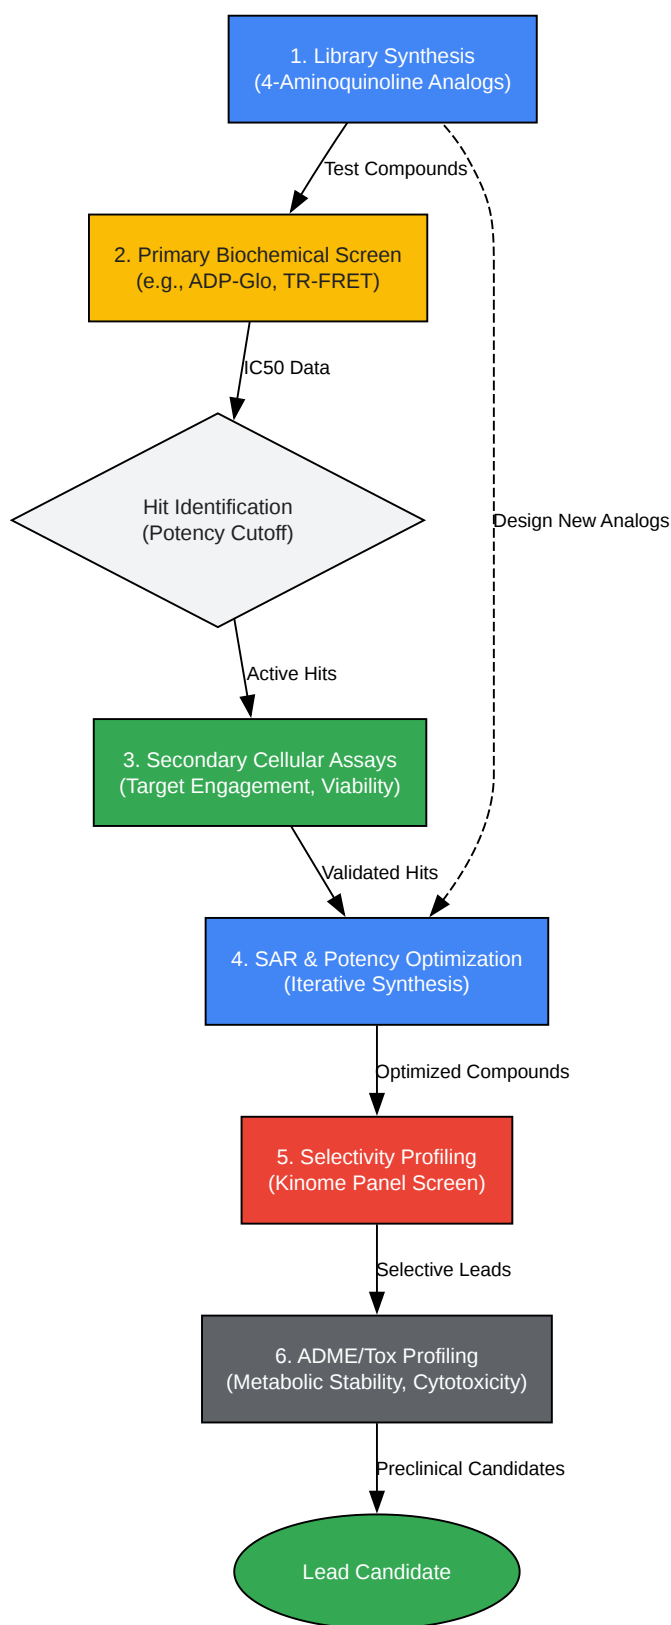 1. Library Synthesis
(4-Aminoquinoline Analogs)
Test Compounds
2. Primary Biochemical Screen
(e.g., ADP-Glo, TR-FRET)
IC50 Data
Hit Identification
(Potency Cutoff)
Design New Analogs
Active Hits
3. Secondary Cellular Assays
(Target Engagement, Viability)
Validated Hits
4. SAR & Potency Optimization
(Iterative Synthesis)
Optimized Compounds
5. Selectivity Profiling
(Kinome Panel Screen)
Selective Leads
6. ADME/Tox Profiling
(Metabolic Stability, Cytotoxicity)
Preclinical Candidates
Lead Candidate